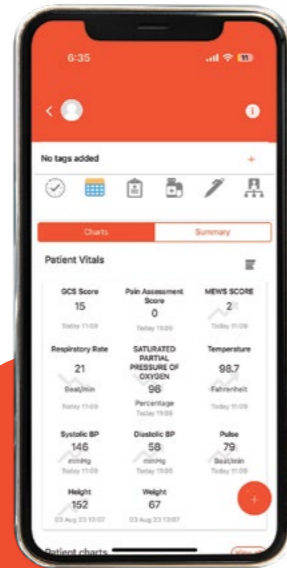 6:35
11
No tags added +
Charts Summary
Patient Vitals
GCS Score
15
Today 11:09
Pain Assessment
Score
0
Today 11:09
MEWS SCORE
2
Today 11:09
Respiratory Rate
21
Beat/min
Today 11:09
SATURATED
PARTIAL
PRESSURE OF
OXYGEN
96
Percentage
Today 11:09
Temperature
98.7
Fahrenheit
Today 11:09
Systolic BP
146
mmHg
Today 11:09
Diastolic BP
58
mmHg
Today 11:09
Pulse
79
Beat/min
Today 11:09
Height
152
03 Aug 23 13:07
Weight
67
03 Aug 23 13:07
+
Patient charts